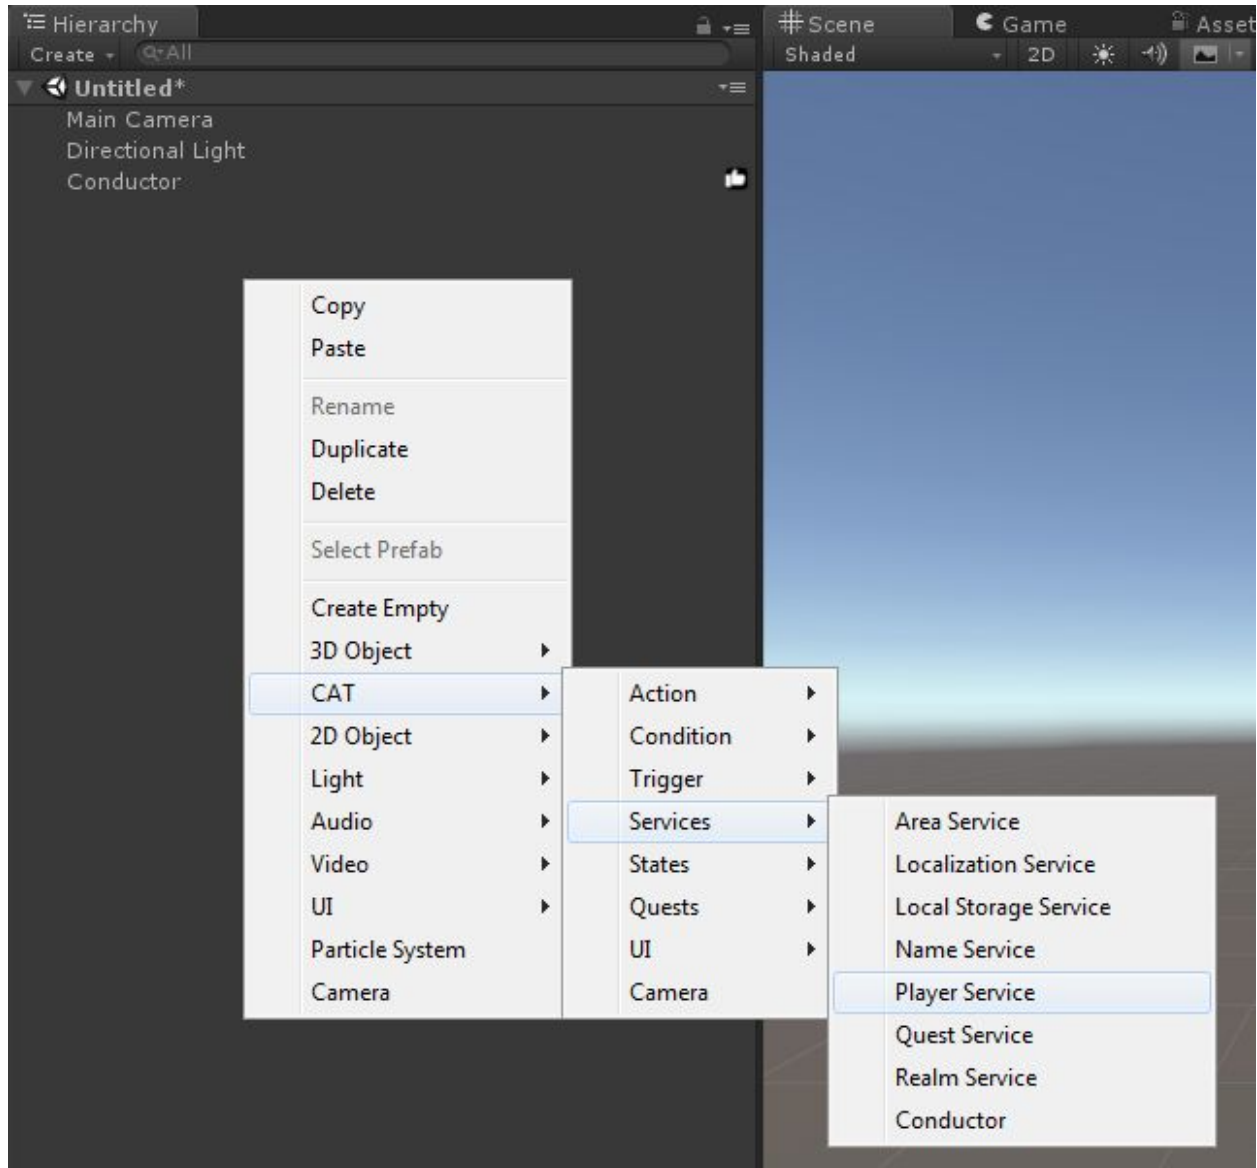 Hierarchy
Create All
Untitled*
Main Camera
Directional Light
Conductor
Scene Game Asset
Shaded 2D
Copy
Paste
Rename
Duplicate
Delete
Select Prefab
Create Empty
3D Object
CAT
2D Object
Light
Audio
Video
UI
Particle System
Camera
Action
Condition
Trigger
Services
States
Quests
UI
Camera
Area Service
Localization Service
Local Storage Service
Name Service
Player Service
Quest Service
Realm Service
Conductor